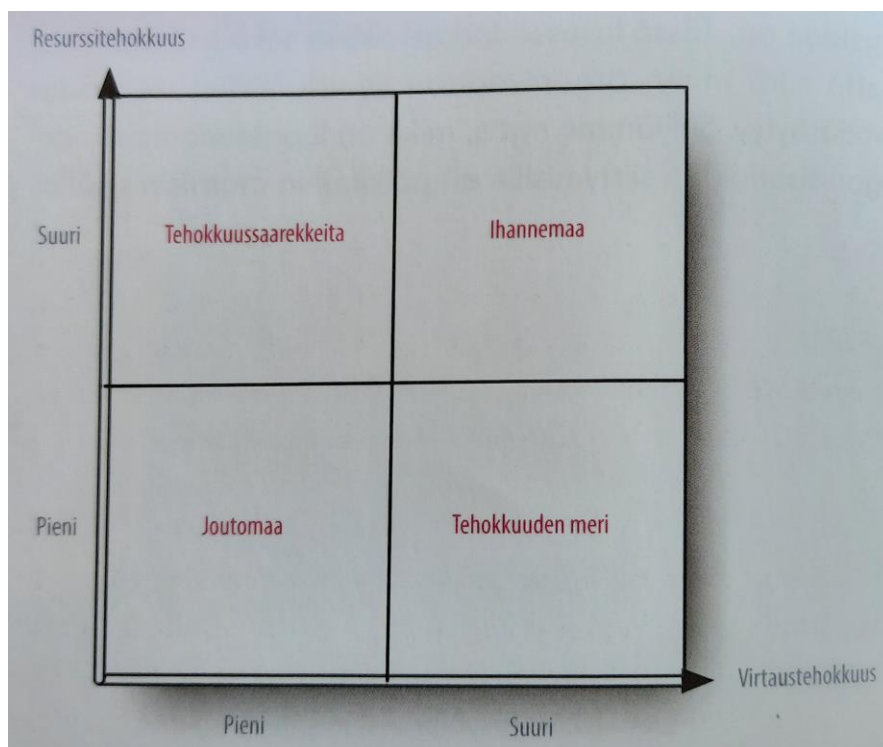 Resurssitehokkuus
Suuri
Tehokkuussaarekkeita
Ihannemaa
Pieni
Joutomaa
Tehokkuuden meri
Virtaustehokkuus
Pieni
Suuri